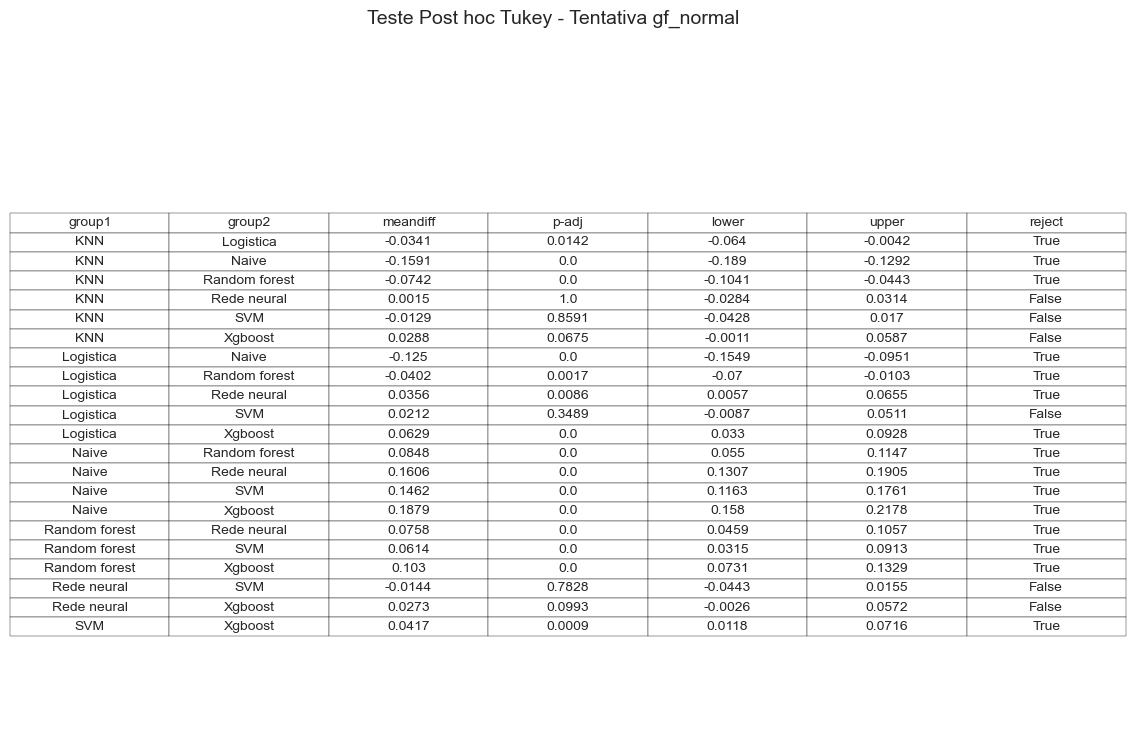 Teste Post hoc Tukey - Tentativa gf_normal
group1 group2 meandiff p-adj lower upper reject
KNN Logistica -0.0341 0.0142 -0.064 -0.0042 True
KNN Naive -0.1591 0.0 -0.189 -0.1292 True
KNN Random forest -0.0742 0.0 -0.1041 -0.0443 True
KNN Rede neural 0.0015 1.0 -0.0284 0.0314 False
KNN SVM -0.0129 0.8591 -0.0428 0.017 False
KNN Xgboost 0.0288 0.0675 -0.0011 0.0587 False
Logistica Naive -0.125 0.0 -0.1549 -0.0951 True
Logistica Random forest -0.0402 0.0017 -0.07 -0.0103 True
Logistica Rede neural 0.0356 0.0086 0.0057 0.0655 True
Logistica SVM 0.0212 0.3489 -0.0087 0.0511 False
Logistica Xgboost 0.0629 0.0 0.033 0.0928 True
Naive Random forest 0.0848 0.0 0.055 0.1147 True
Naive Rede neural 0.1606 0.0 0.1307 0.1905 True
Naive SVM 0.1462 0.0 0.1163 0.1761 True
Naive Xgboost 0.1879 0.0 0.158 0.2178 True
Random forest Rede neural 0.0758 0.0 0.0459 0.1057 True
Random forest SVM 0.0614 0.0 0.0315 0.0913 True
Random forest Xgboost 0.103 0.0 0.0731 0.1329 True
Rede neural SVM -0.0144 0.7828 -0.0443 0.0155 False
Rede neural Xgboost 0.0273 0.0993 -0.0026 0.0572 False
SVM Xgboost 0.0417 0.0009 0.0118 0.0716 True